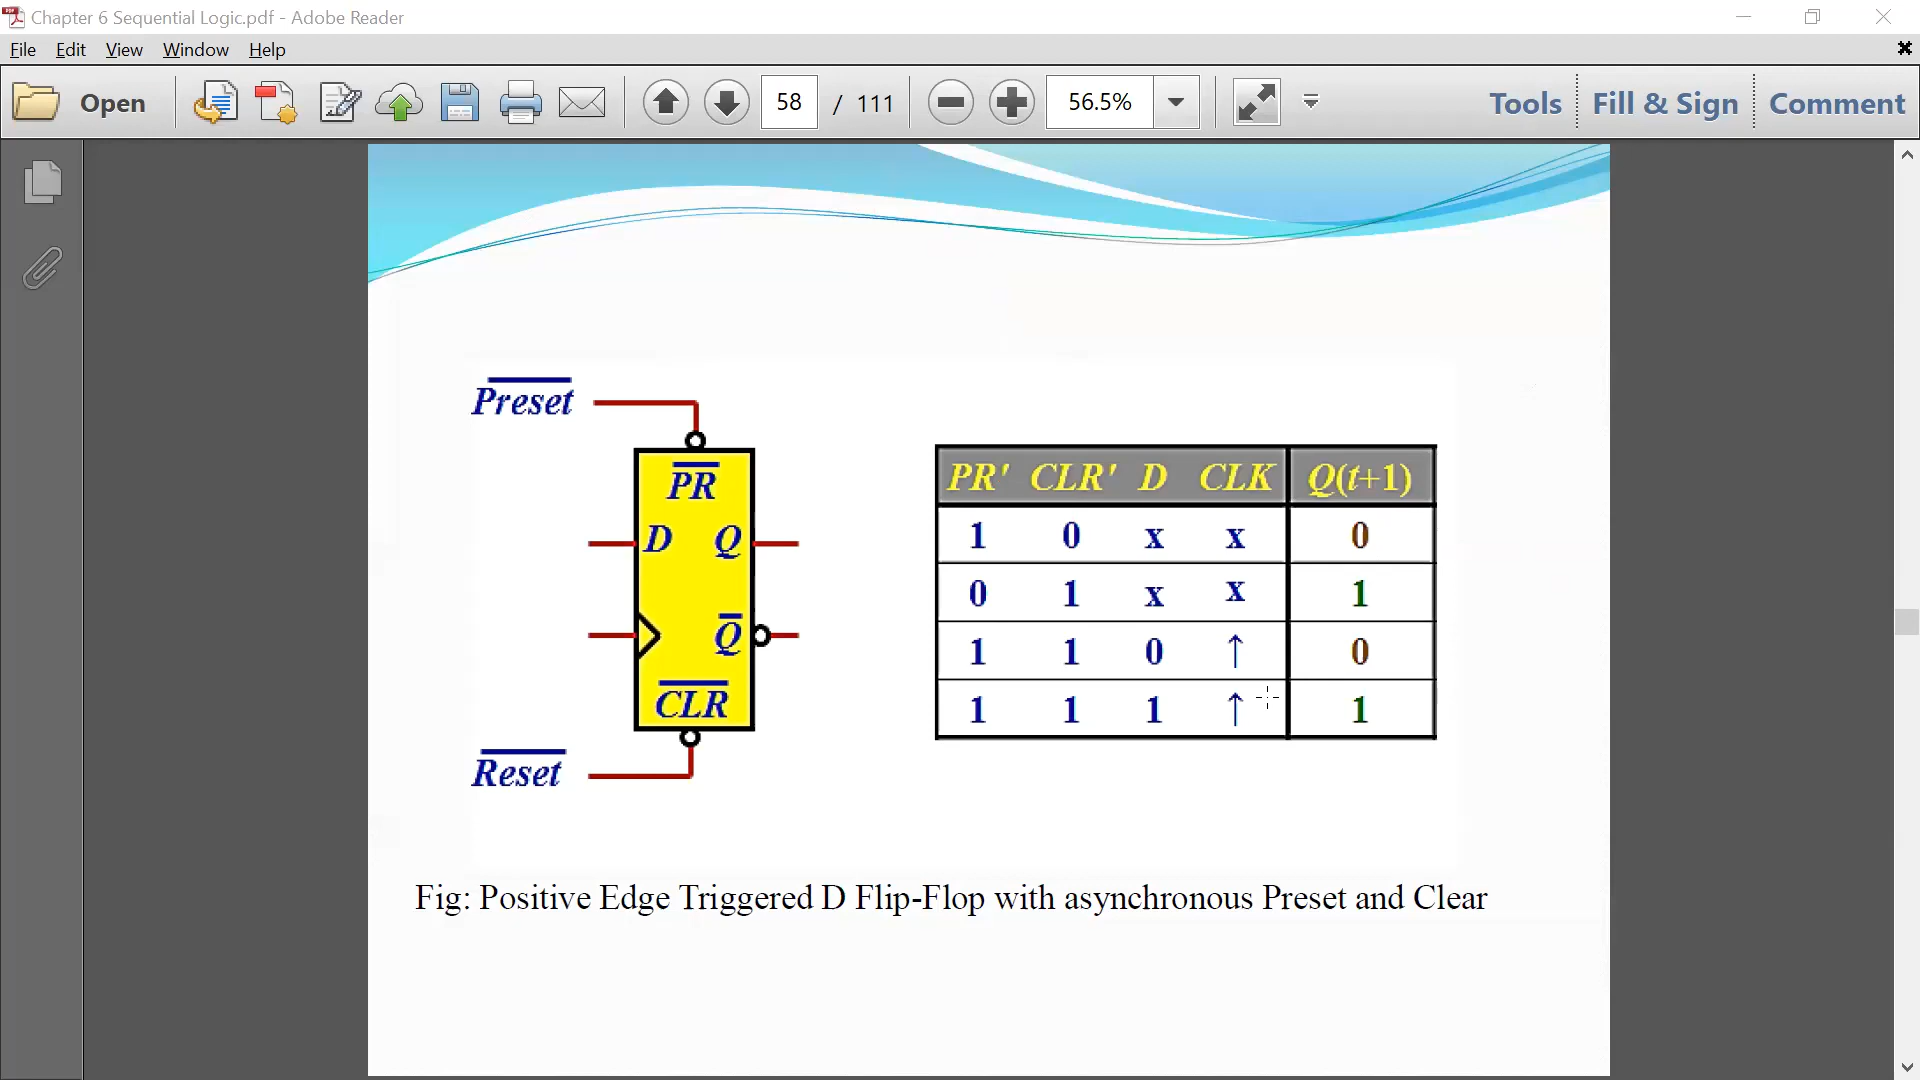 Chapter 6 Sequential Logic.pdf - Adobe Reader
File Edit View Window Help
Open 58 / 111 56.5% Tools Fill & Sign Comment
Preset
PR
D Q
Q
CLR
Reset
PR' CLR' D CLK Q(t+1)
1 0 x x 0
0 1 x x 1
1 1 0 ↑ 0
1 1 1 ↑ 1
Fig: Positive Edge Triggered D Flip-Flop with asynchronous Preset and Clear